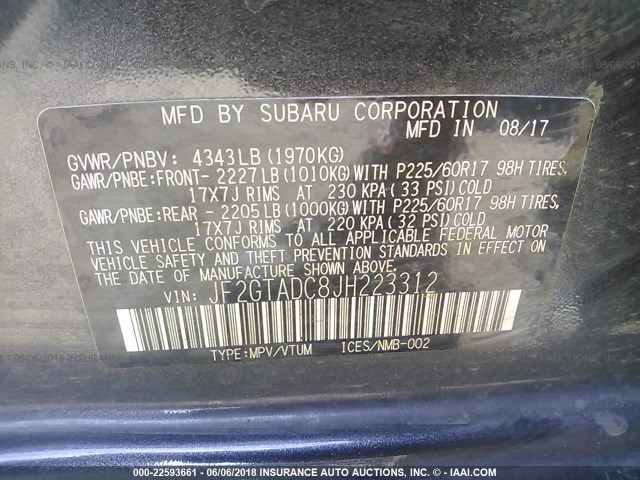 MFD BY SUBARU CORPORATION
MFD IN 08/17
GVWR/PNBV: 4343LB (1970KG)
GAWR/PNBE:FRONT- 2227LB (1010KG) WITH P225/60R17 98H TIRES,
17X7J RIMS AT 230 KPA (33 PSI) COLD
GAWR/PNBE:REAR - 2205LB (1000KG) WITH P225/60R17 98H TIRES,
17X7J RIMS AT 220 KPA (32 PSI) COLD
THIS VEHICLE CONFORMS TO ALL APPLICABLE FEDERAL MOTOR
VEHICLE SAFETY AND THEFT PREVENTION STANDARDS IN EFFECT ON
THE DATE OF MANUFACTURE SHOWN ABOVE.
VIN: JF2GTADC8JH223312
TYPE:MPV/VTUM ICES/NMB-002
000-22593661 - 06/06/2018 - INSURANCE AUTO AUCTIONS, INC. - © IAAI.COM